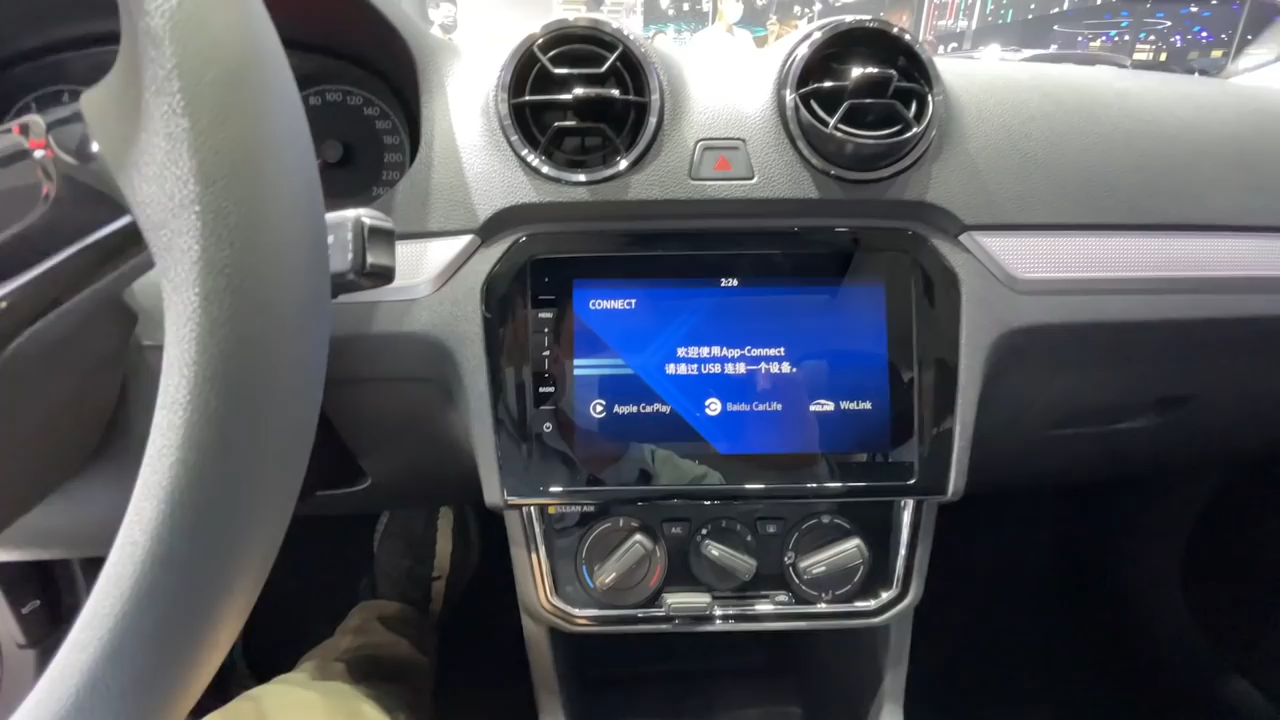 80 100 120
140
160
180
200
220
240
2:26
CONNECT
MENU
欢迎使用App-Connect
请通过 USB 连接一个设备。
RADIO
Apple CarPlay
Baidu CarLife
WELINK WeLink
CLEAN AIR
A/C